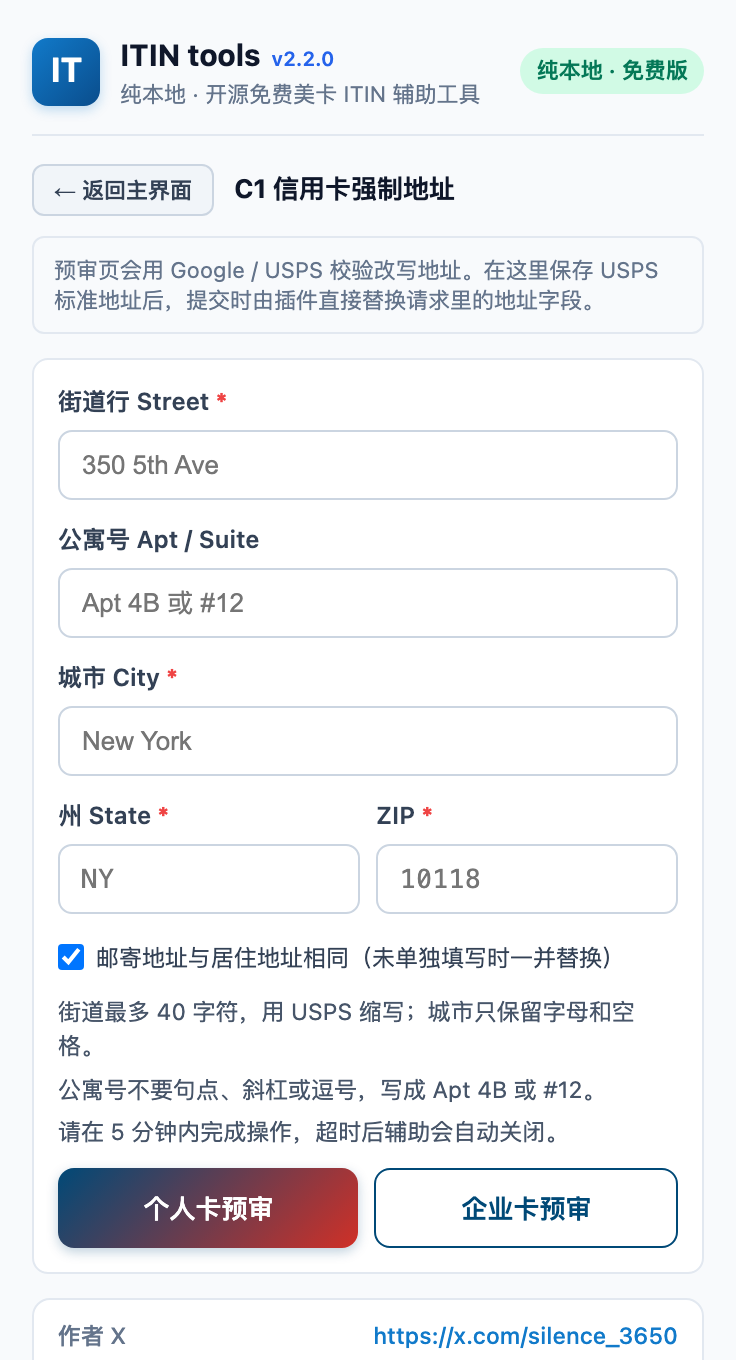 IT
ITIN tools v2.2.0
纯本地 · 开源免费美卡 ITIN 辅助工具
纯本地 · 免费版
← 返回主界面
C1 信用卡强制地址
预审页会用 Google / USPS 校验改写地址。在这里保存 USPS
标准地址后，提交时由插件直接替换请求里的地址字段。
街道行 Street *
350 5th Ave
公寓号 Apt / Suite
Apt 4B 或 #12
城市 City *
New York
州 State *
NY
ZIP *
10118
邮寄地址与居住地址相同（未单独填写时一并替换）
街道最多 40 字符，用 USPS 缩写；城市只保留字母和空
格。
公寓号不要句点、斜杠或逗号，写成 Apt 4B 或 #12。
请在 5 分钟内完成操作，超时后辅助会自动关闭。
个人卡预审
企业卡预审
作者 X
https://x.com/silence_3650